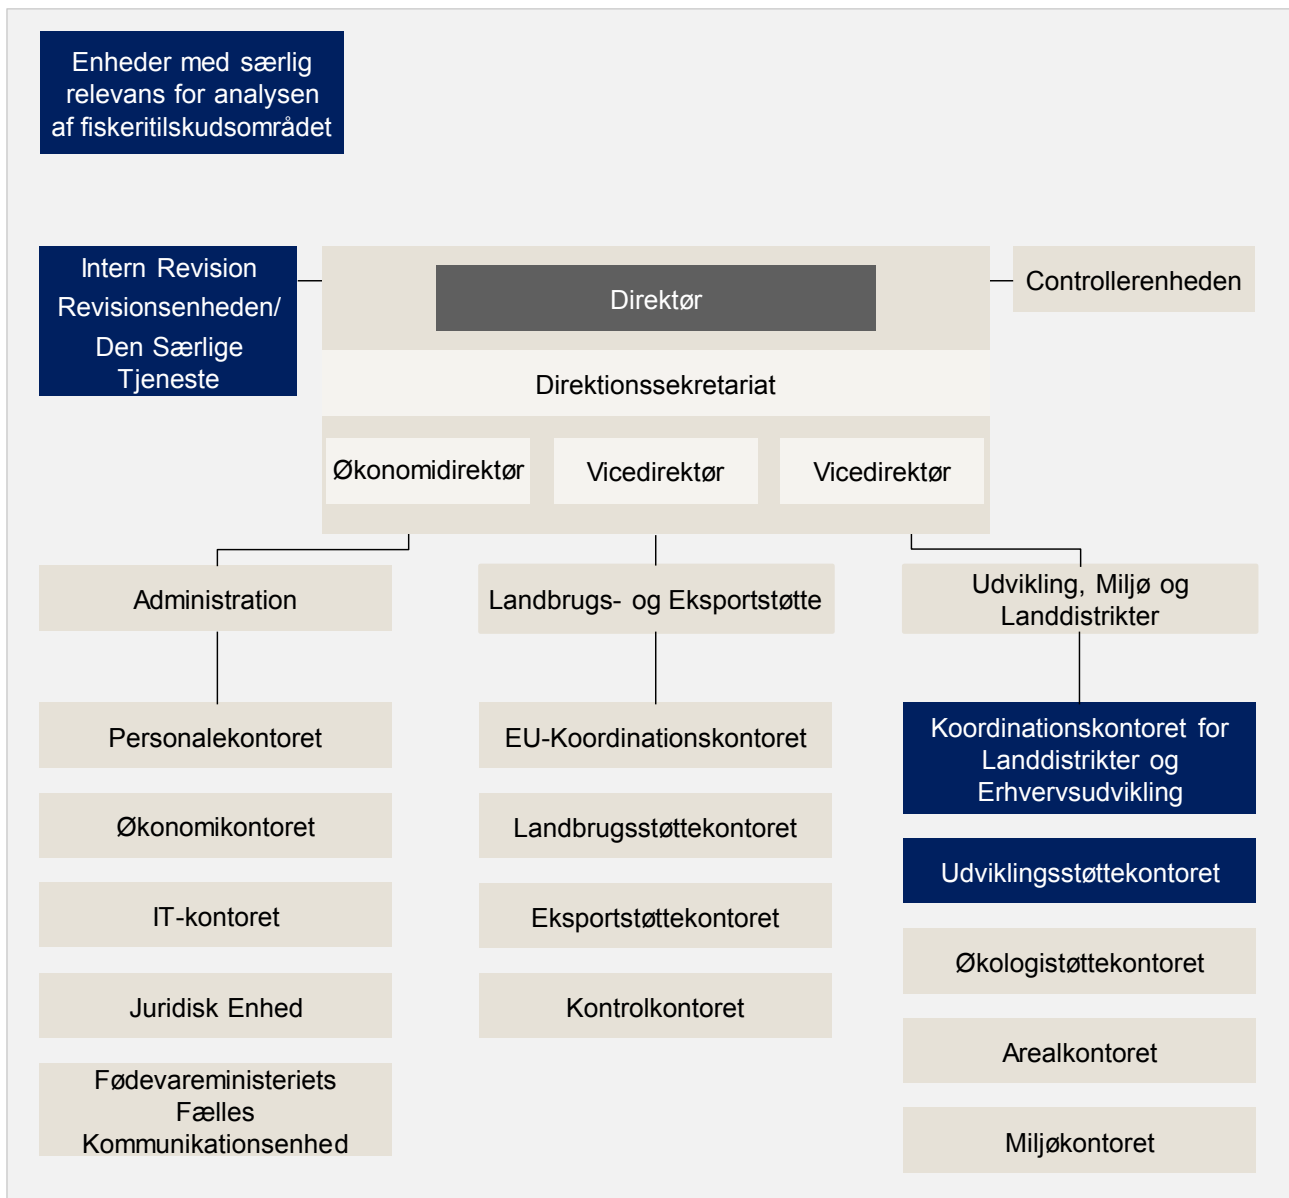 Enheder med særlig
relevans for analysen
af fiskeritilskudsområdet
Intern Revision
Revisionsenheden/
Den Særlige
Tjeneste
Direktør
Controllerenheden
Direktionssekretariat
Økonomidirektør
Vicedirektør
Vicedirektør
Administration
Landbrugs- og Eksportstøtte
Udvikling, Miljø og
Landdistrikter
Personalekontoret
Økonomikontoret
IT-kontoret
Juridisk Enhed
Fødevareministeriets
Fælles
Kommunikationsenhed
EU-Koordinationskontoret
Landbrugsstøttekontoret
Eksportstøttekontoret
Kontrolkontoret
Koordinationskontoret for
Landdistrikter og
Erhvervsudvikling
Udviklingsstøttekontoret
Økologistøttekontoret
Arealkontoret
Miljøkontoret